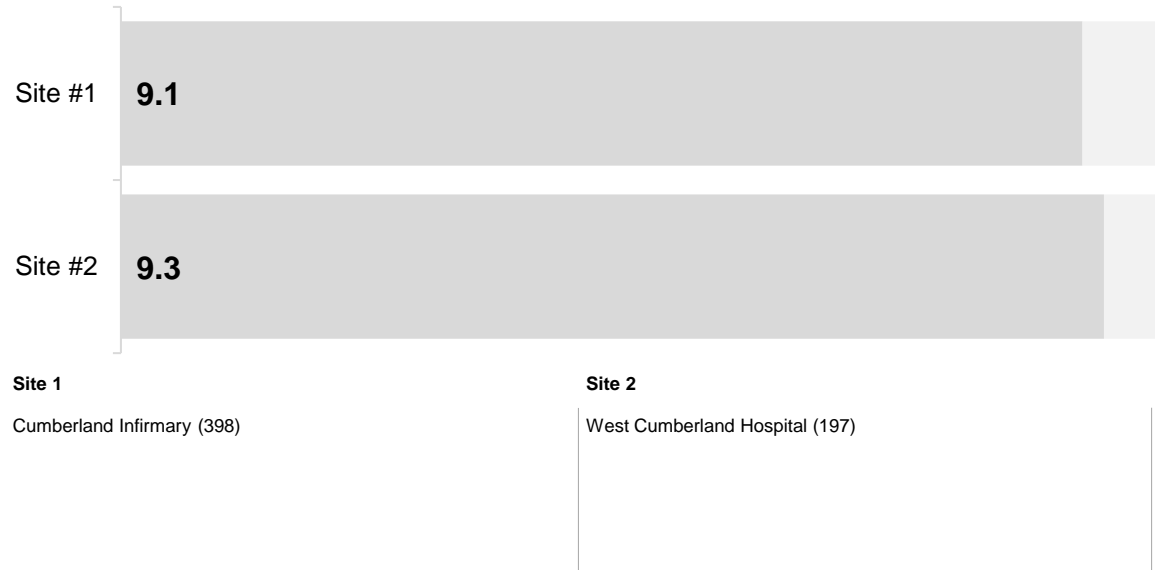 Site #1 9.1
Site #2 9.3
Site 1
Site 2
Cumberland Infirmary (398)
West Cumberland Hospital (197)